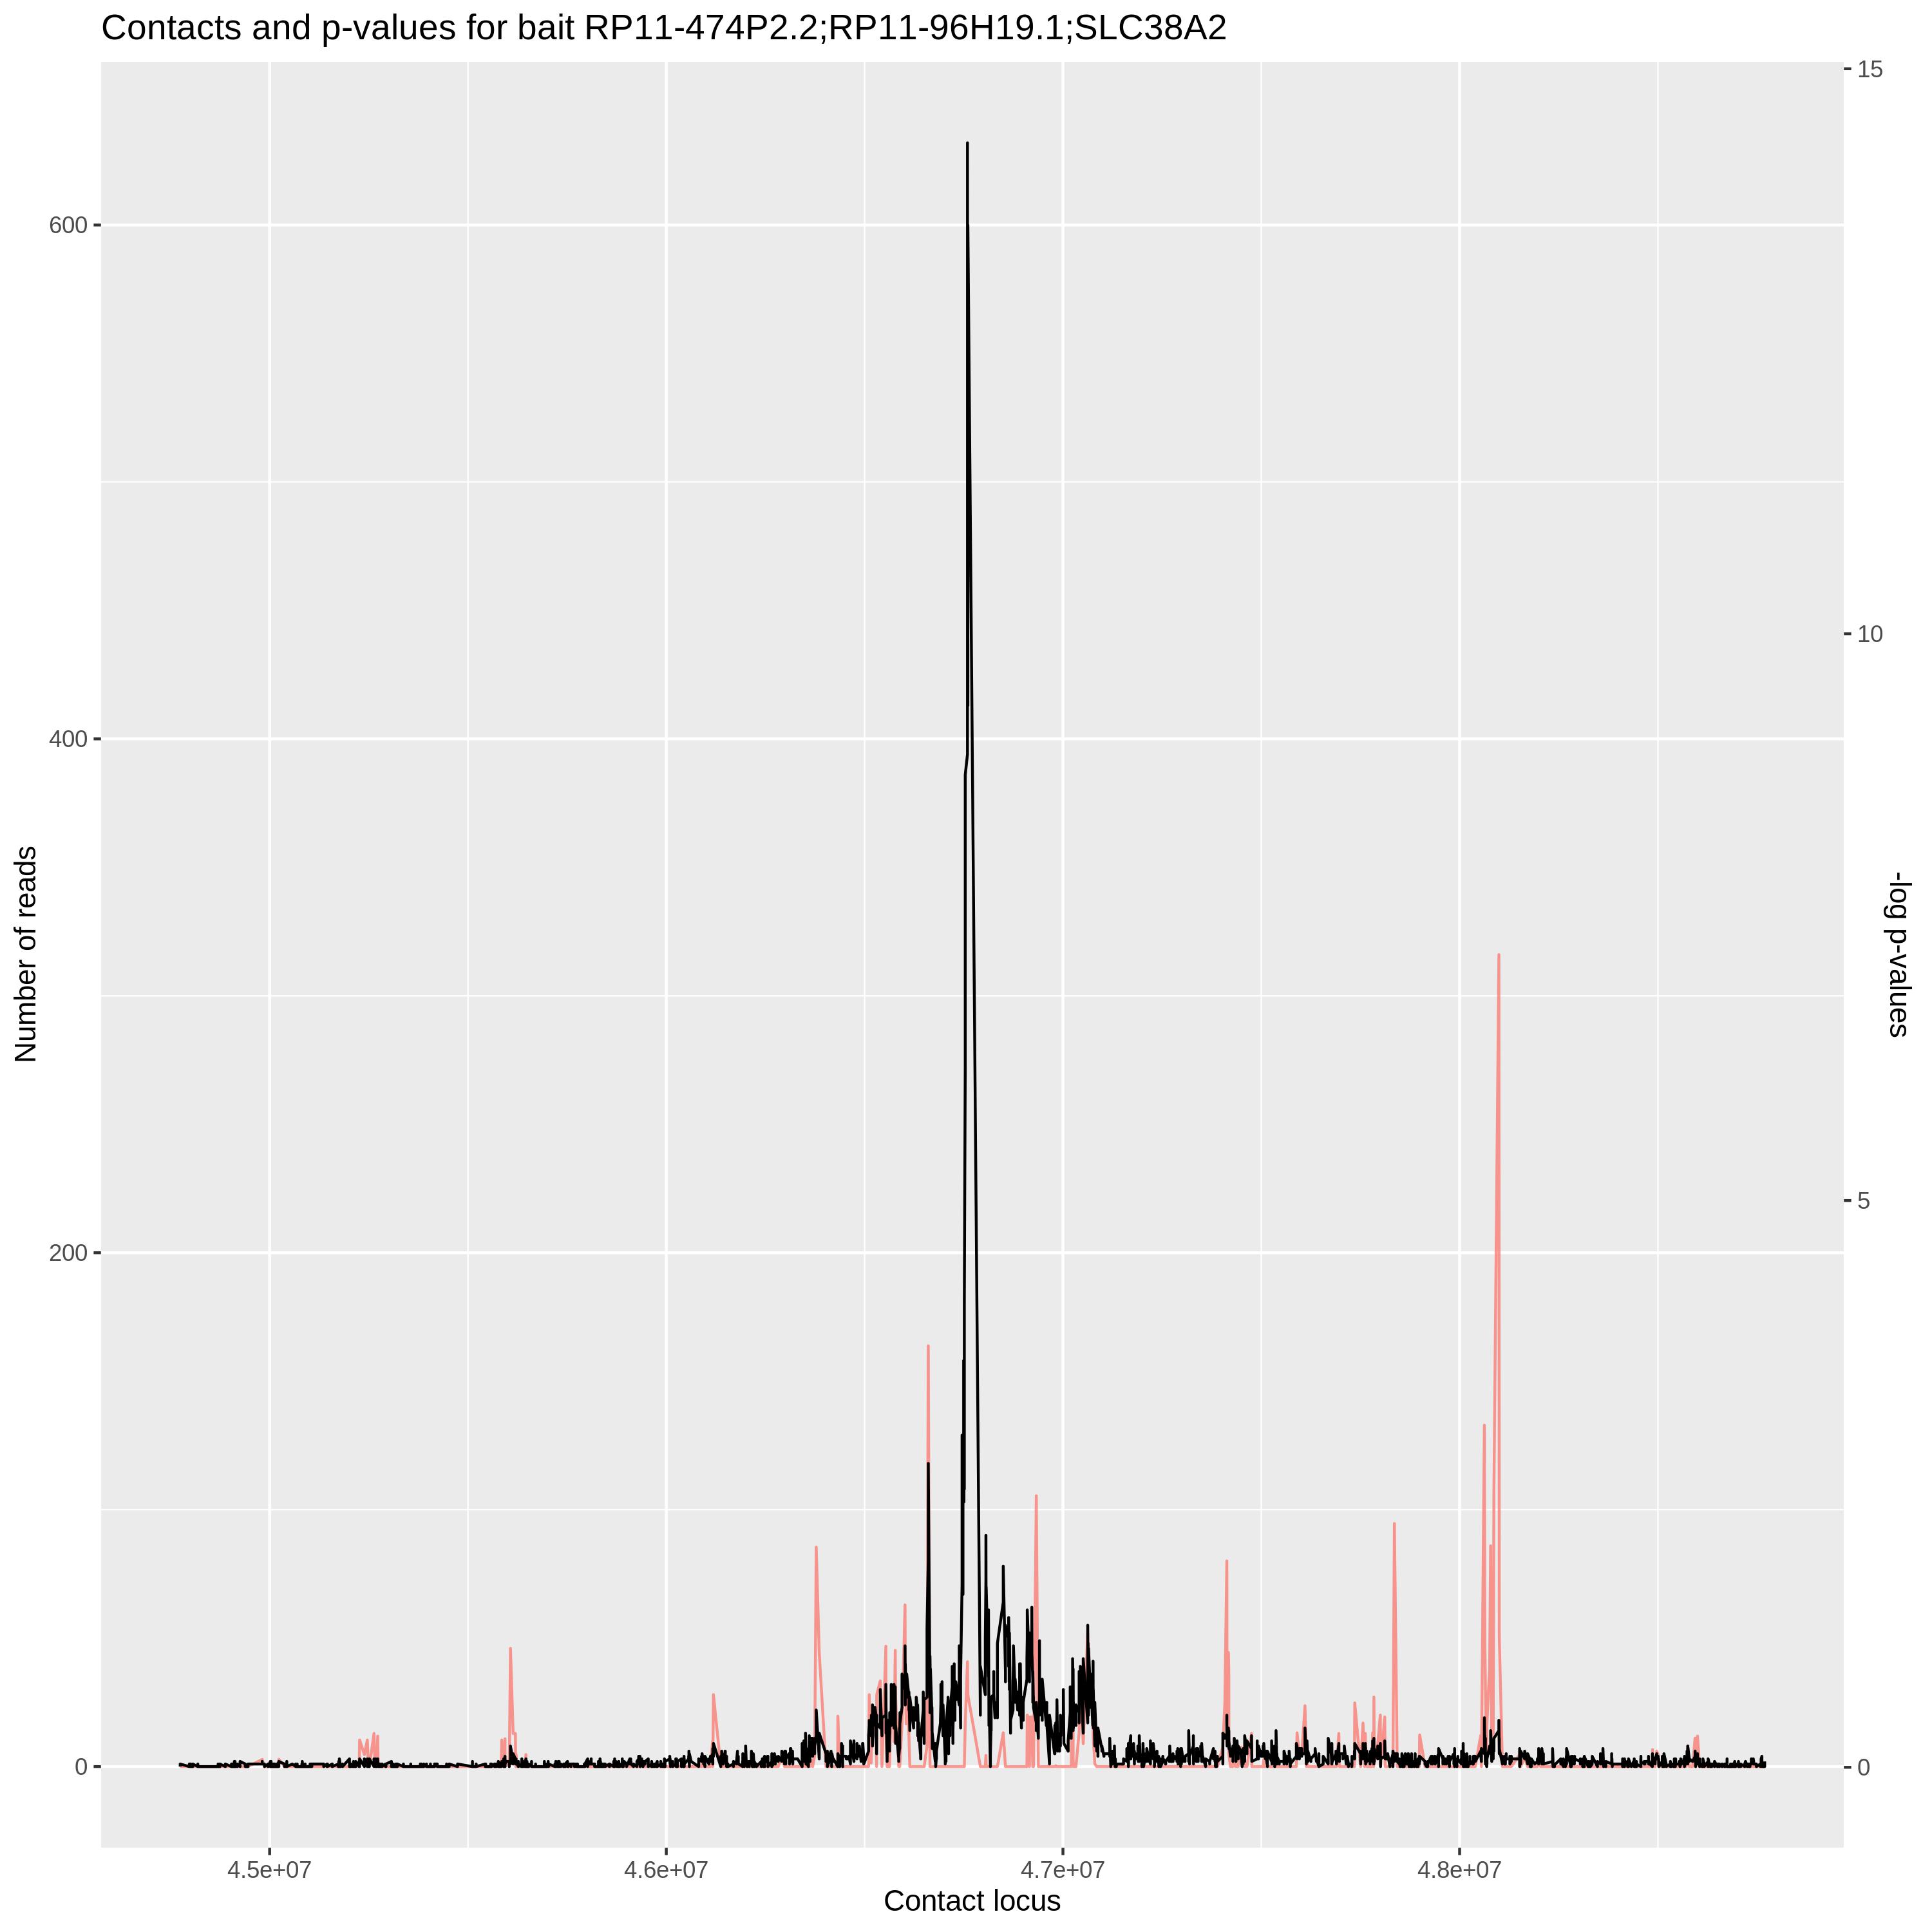 Contacts and p-values for bait RP11-474P2.2;RP11-96H19.1;SLC38A2
15
600
10
400
Number of reads
-log p-values
5
200
0
0
4.5e+07
4.6e+07
4.7e+07
4.8e+07
Contact locus